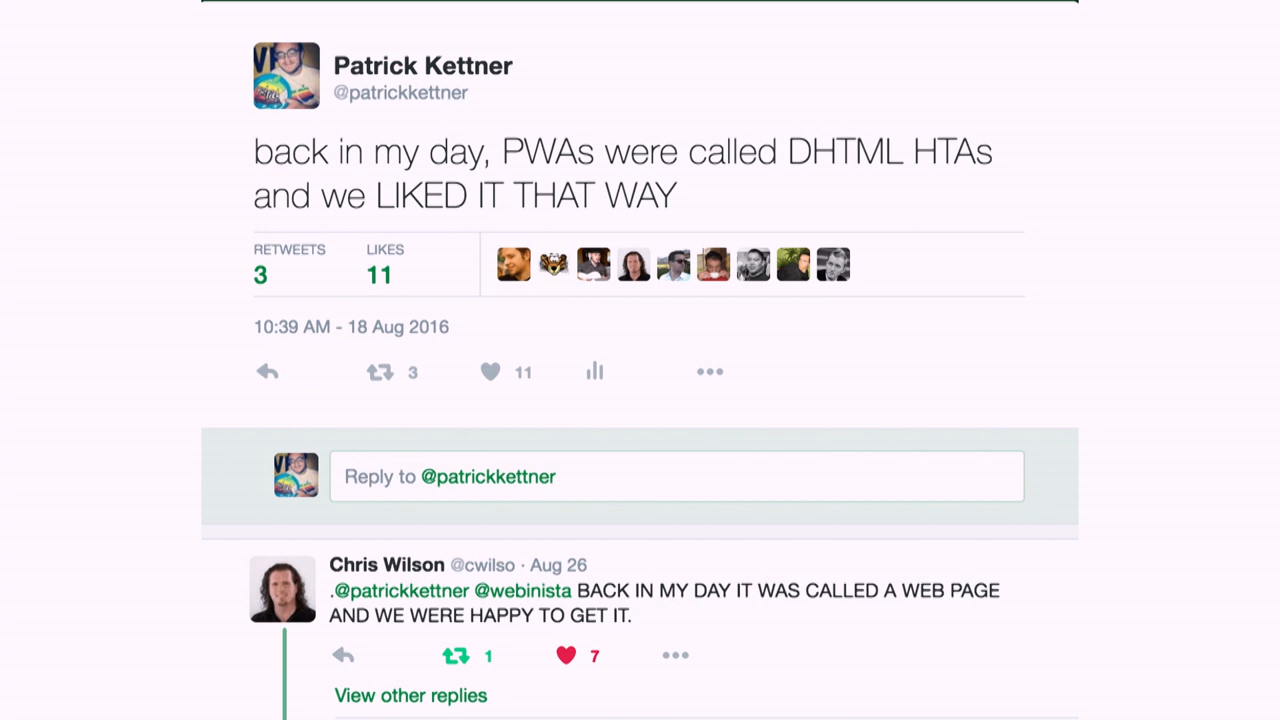 Patrick Kettner
@patrickkettner
back in my day, PWAs were called DHTML HTAs
and we LIKED IT THAT WAY
RETWEETS LIKES
3 11
10:39 AM - 18 Aug 2016
3 11
Reply to @patrickkettner
Chris Wilson @cwilso · Aug 26
.@patrickkettner @webinista BACK IN MY DAY IT WAS CALLED A WEB PAGE
AND WE WERE HAPPY TO GET IT.
1 7
View other replies